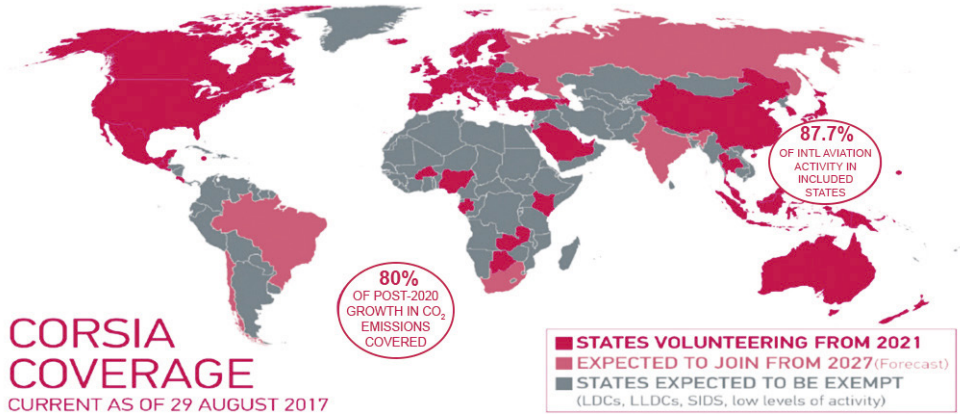 87.7%
OF INTL AVIATION
ACTIVITY IN
INCLUDED
STATES
80%
OF POST-2020
GROWTH IN CO₂
EMISSIONS
COVERED
CORSIA
COVERAGE
CURRENT AS OF 29 AUGUST 2017
STATES VOLUNTEERING FROM 2021
EXPECTED TO JOIN FROM 2027 (Forecast)
STATES EXPECTED TO BE EXEMPT
(LDCs, LLDCs, SIDS, low levels of activity)